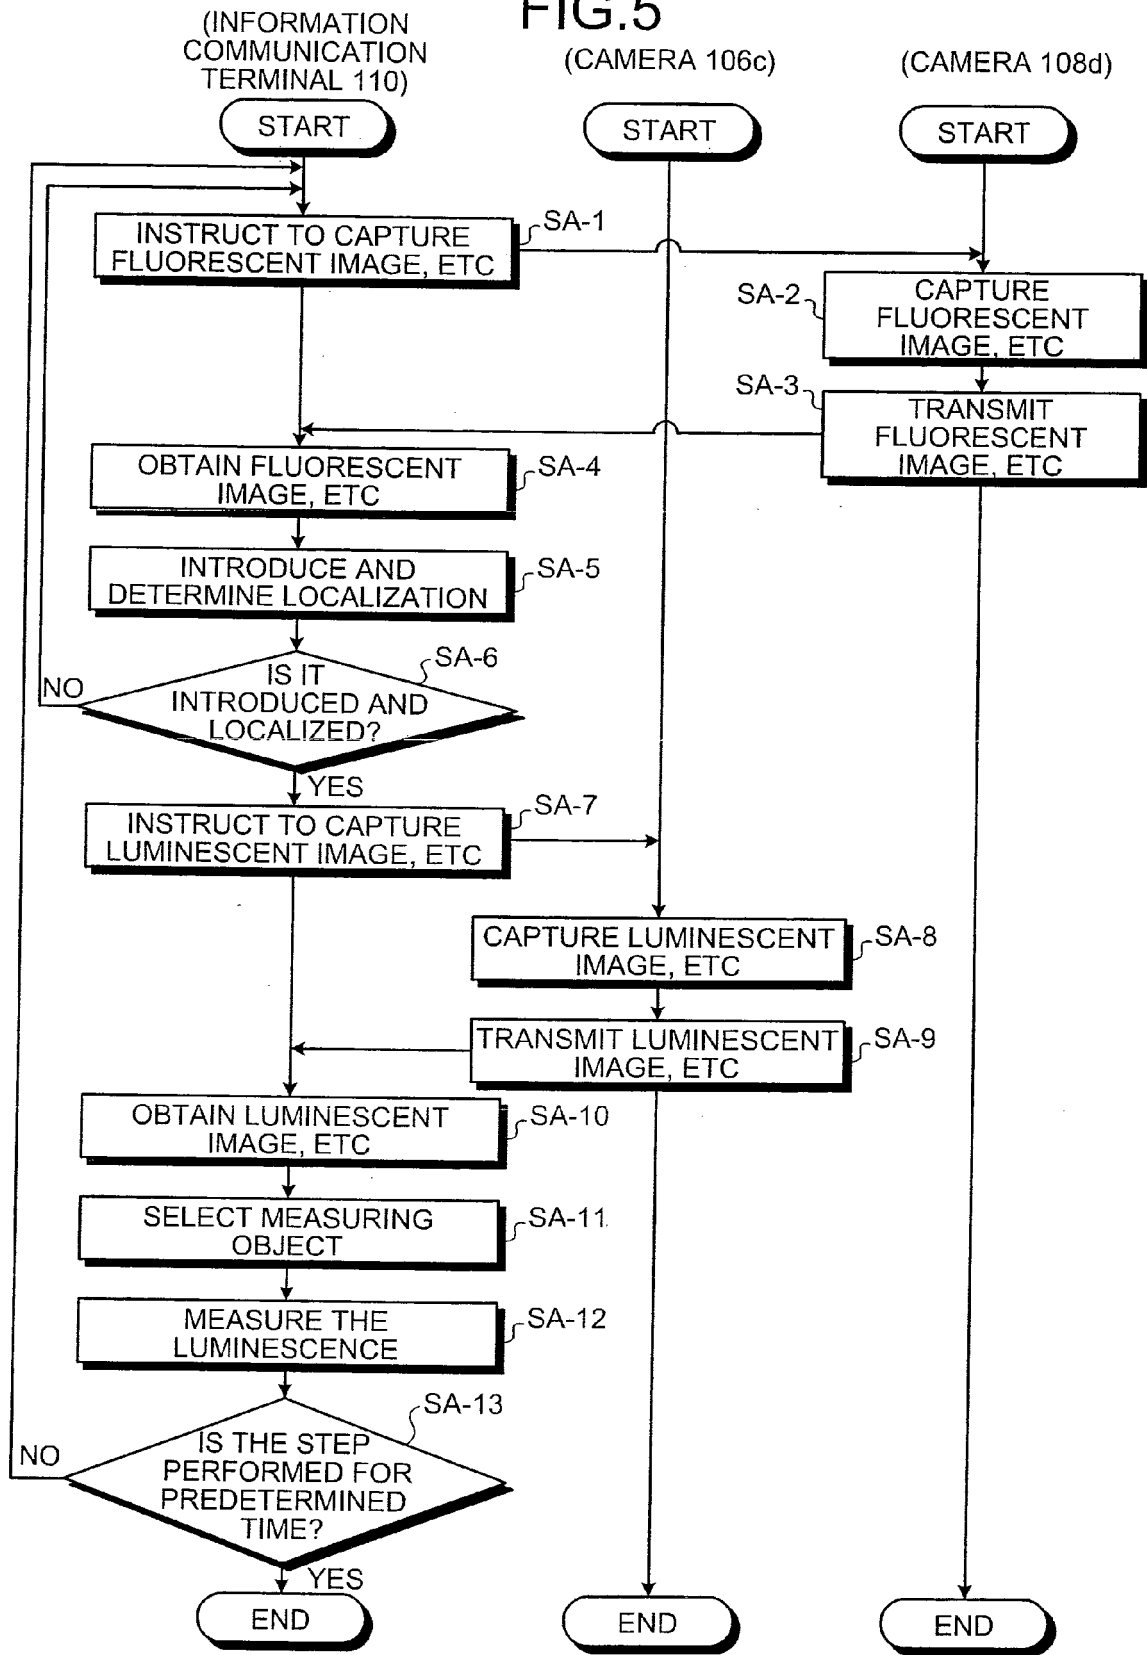 FIG.5
(INFORMATION
COMMUNICATION
TERMINAL 110)
(CAMERA 106c)
(CAMERA 108d)
START
START
START
INSTRUCT TO CAPTURE
FLUORESCENT IMAGE, ETC
SA-1
SA-2
CAPTURE
FLUORESCENT
IMAGE, ETC
SA-3
TRANSMIT
FLUORESCENT
IMAGE, ETC
OBTAIN FLUORESCENT
IMAGE, ETC
SA-4
INTRODUCE AND
DETERMINE LOCALIZATION
SA-5
SA-6
IS IT
INTRODUCED AND
LOCALIZED?
NO
YES
INSTRUCT TO CAPTURE
LUMINESCENT IMAGE, ETC
SA-7
CAPTURE LUMINESCENT
IMAGE, ETC
SA-8
TRANSMIT LUMINESCENT
IMAGE, ETC
SA-9
OBTAIN LUMINESCENT
IMAGE, ETC
SA-10
SELECT MEASURING
OBJECT
SA-11
MEASURE THE
LUMINESCENCE
SA-12
SA-13
IS THE STEP
PERFORMED FOR
PREDETERMINED
TIME?
NO
YES
END
END
END